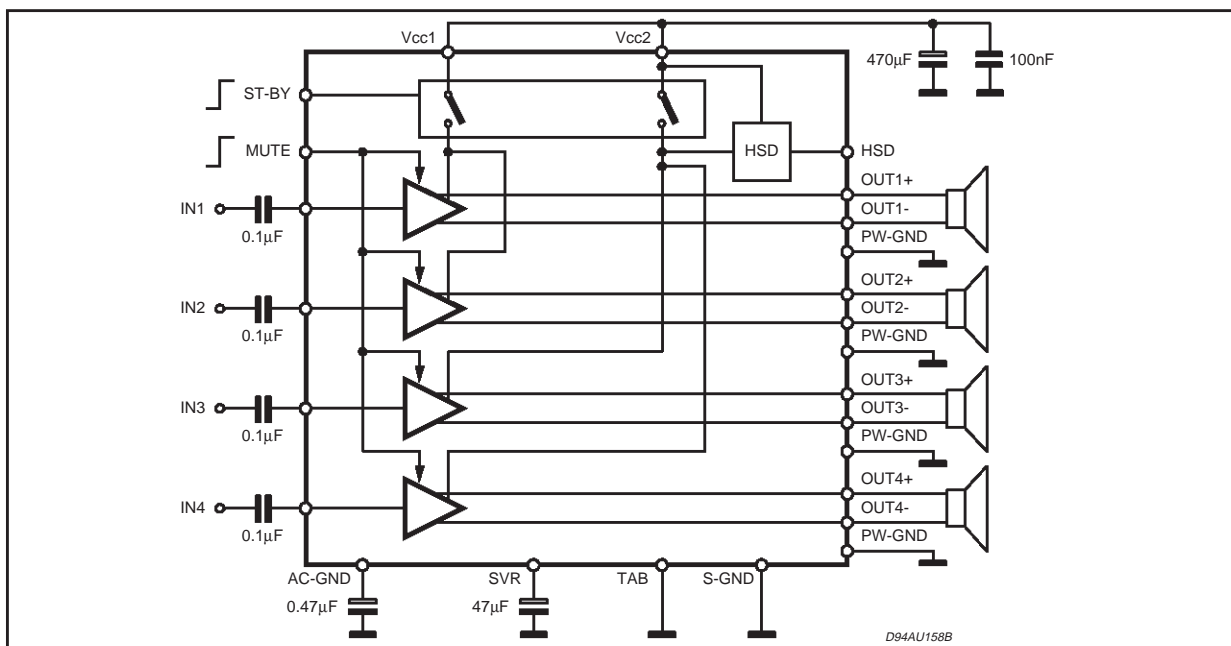 Vcc1
Vcc2
470μF
100nF
ST-BY
MUTE
HSD
HSD
OUT1+
IN1
OUT1-
0.1μF
PW-GND
OUT2+
IN2
OUT2-
0.1μF
PW-GND
OUT3+
IN3
OUT3-
0.1μF
PW-GND
OUT4+
IN4
OUT4-
0.1μF
PW-GND
AC-GND
SVR
TAB
S-GND
0.47μF
47μF
D94AU158B